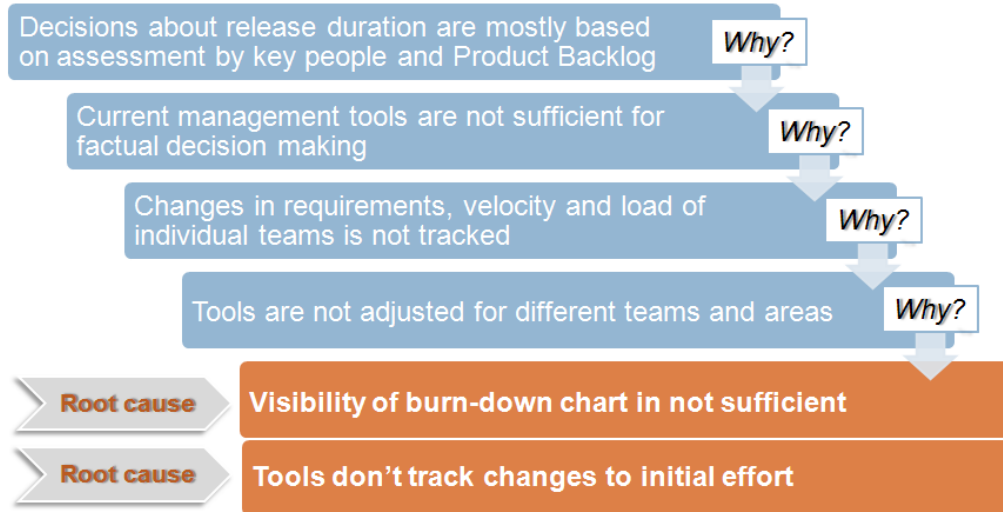 Decisions about release duration are mostly based
on assessment by key people and Product Backlog
Why?
Current management tools are not sufficient for
factual decision making
Why?
Changes in requirements, velocity and load of
individual teams is not tracked
Why?
Tools are not adjusted for different teams and areas
Why?
Root cause
Visibility of burn-down chart in not sufficient
Root cause
Tools don’t track changes to initial effort